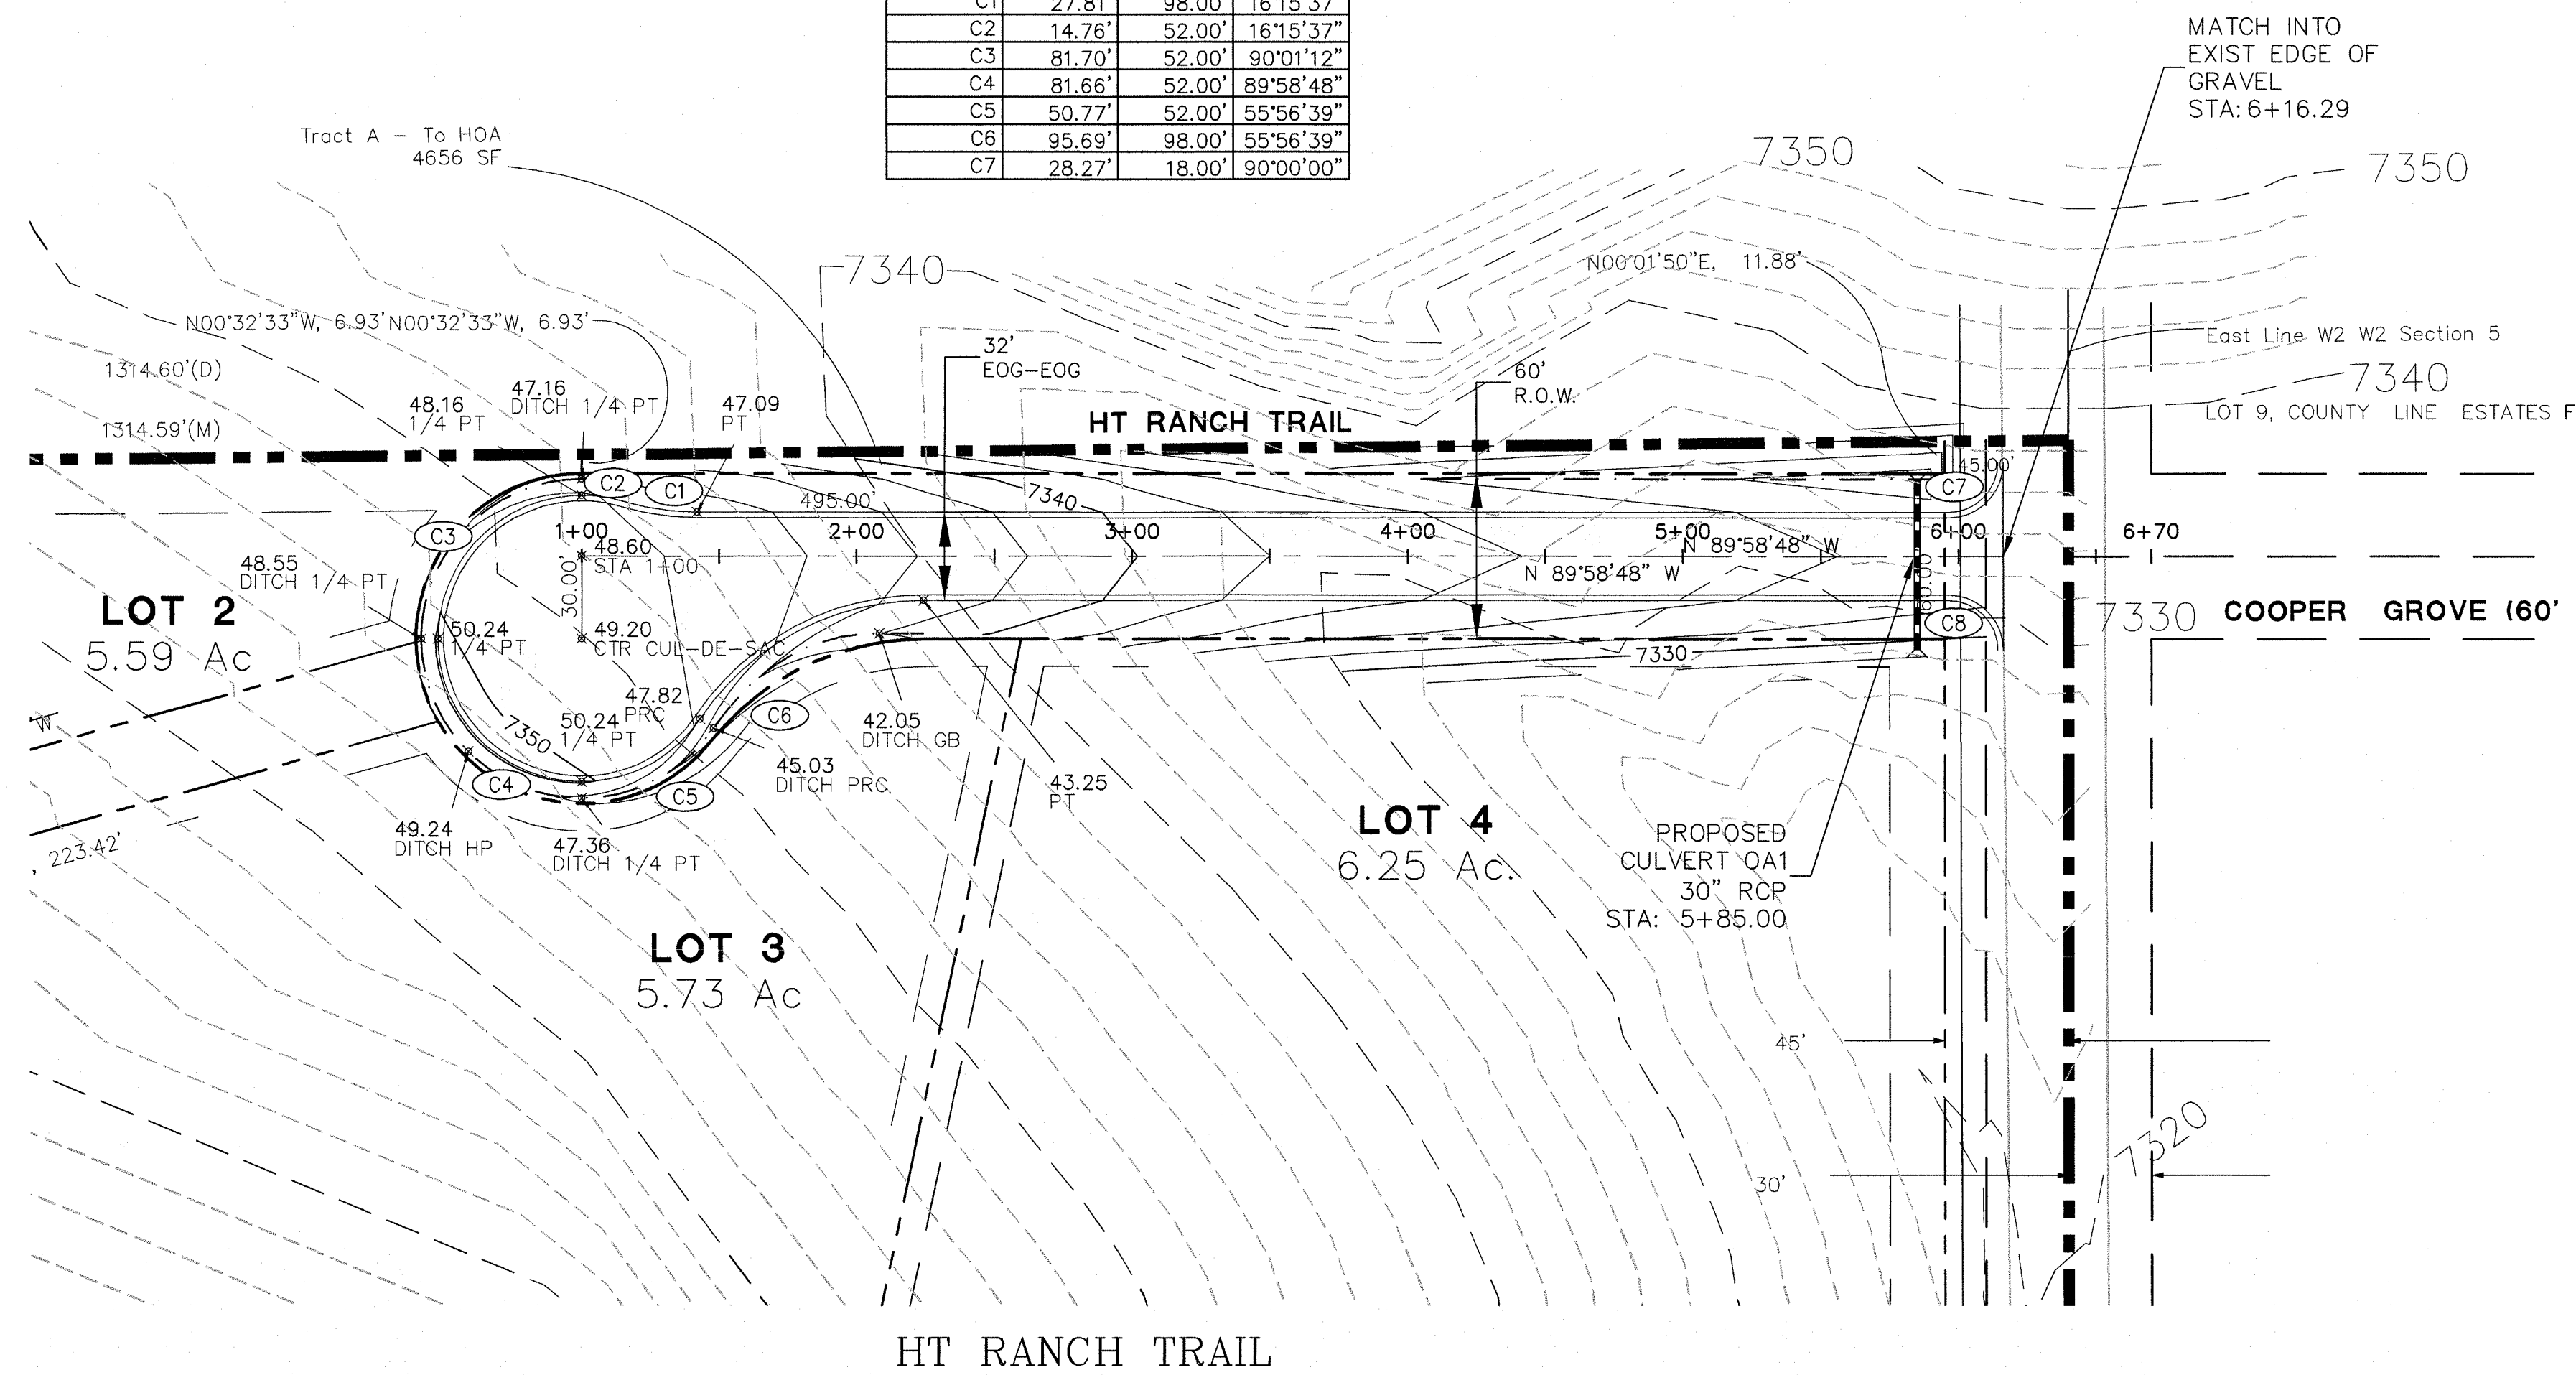 C1 27.81' 98.00' 16°15'37"
C2 14.76' 52.00' 16°15'37"
C3 81.70' 52.00' 90°01'12"
C4 81.66' 52.00' 89°58'48"
C5 50.77' 52.00' 55°56'39"
C6 95.69' 98.00' 55°56'39"
C7 28.27' 18.00' 90°00'00"
MATCH INTO
EXIST EDGE OF
GRAVEL
STA: 6+16.29
Tract A – To HOA
4656 SF
7350
7350
7340
N00°01'50"E, 11.88'
N00°32'33"W, 6.93'
N00°32'33"W, 6.93'
East Line W2 W2 Section 5
7340
LOT 9, COUNTY LINE ESTATES F
1314.60'(D)
1314.59'(M)
48.16
1/4 PT
47.16
DITCH 1/4 PT
47.09
PT
32'
EOG-EOG
60'
R.O.W.
HT RANCH TRAIL
45.00'
C2
C1
C7
C3
495.00'
7340
1+00
2+00
3+00
4+00
5+00
6+00
6+70
48.60
STA 1+00
N 89°58'48" W
N 89°58'48" W
48.55
DITCH 1/4 PT
30.00'
60.00'
LOT 2
5.59 Ac
50.24
1/4 PT
49.20
CTR CUL-DE-SAC
C8
7330
COOPER GROVE (60'
7330
47.82
PRC
50.24
1/4 PT
C6
42.05
DITCH GB
W
7350
45.03
DITCH PRC
43.25
PT
C4
C5
49.24
DITCH HP
47.36
DITCH 1/4 PT
, 223.42'
LOT 4
6.25 Ac.
PROPOSED
CULVERT OA1
30" RCP
STA: 5+85.00
LOT 3
5.73 Ac
45'
30'
7320
HT RANCH TRAIL